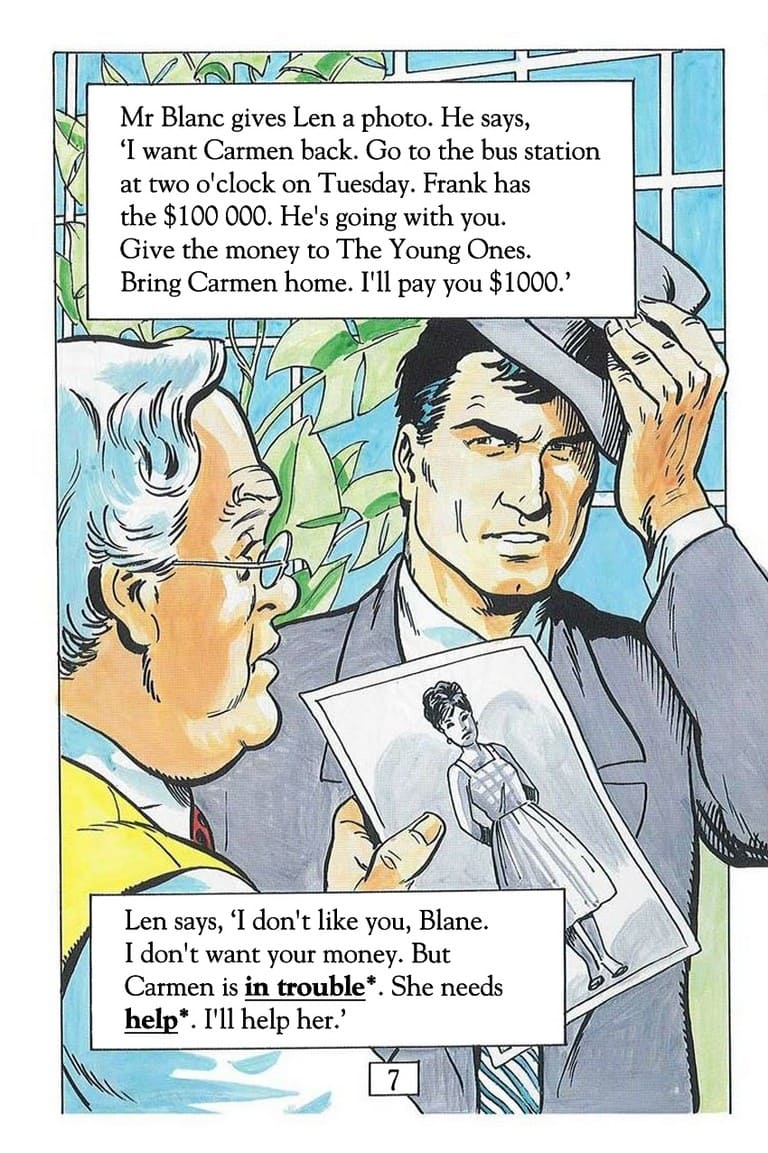 Mr Blanc gives Len a photo. He says,
‘I want Carmen back. Go to the bus station
at two o'clock on Tuesday. Frank has
the $100 000. He's going with you.
Give the money to The Young Ones.
Bring Carmen home. I'll pay you $1000.’
Len says, ‘I don't like you, Blane.
I don't want your money. But
Carmen is in trouble*. She needs
help*. I'll help her.’
7